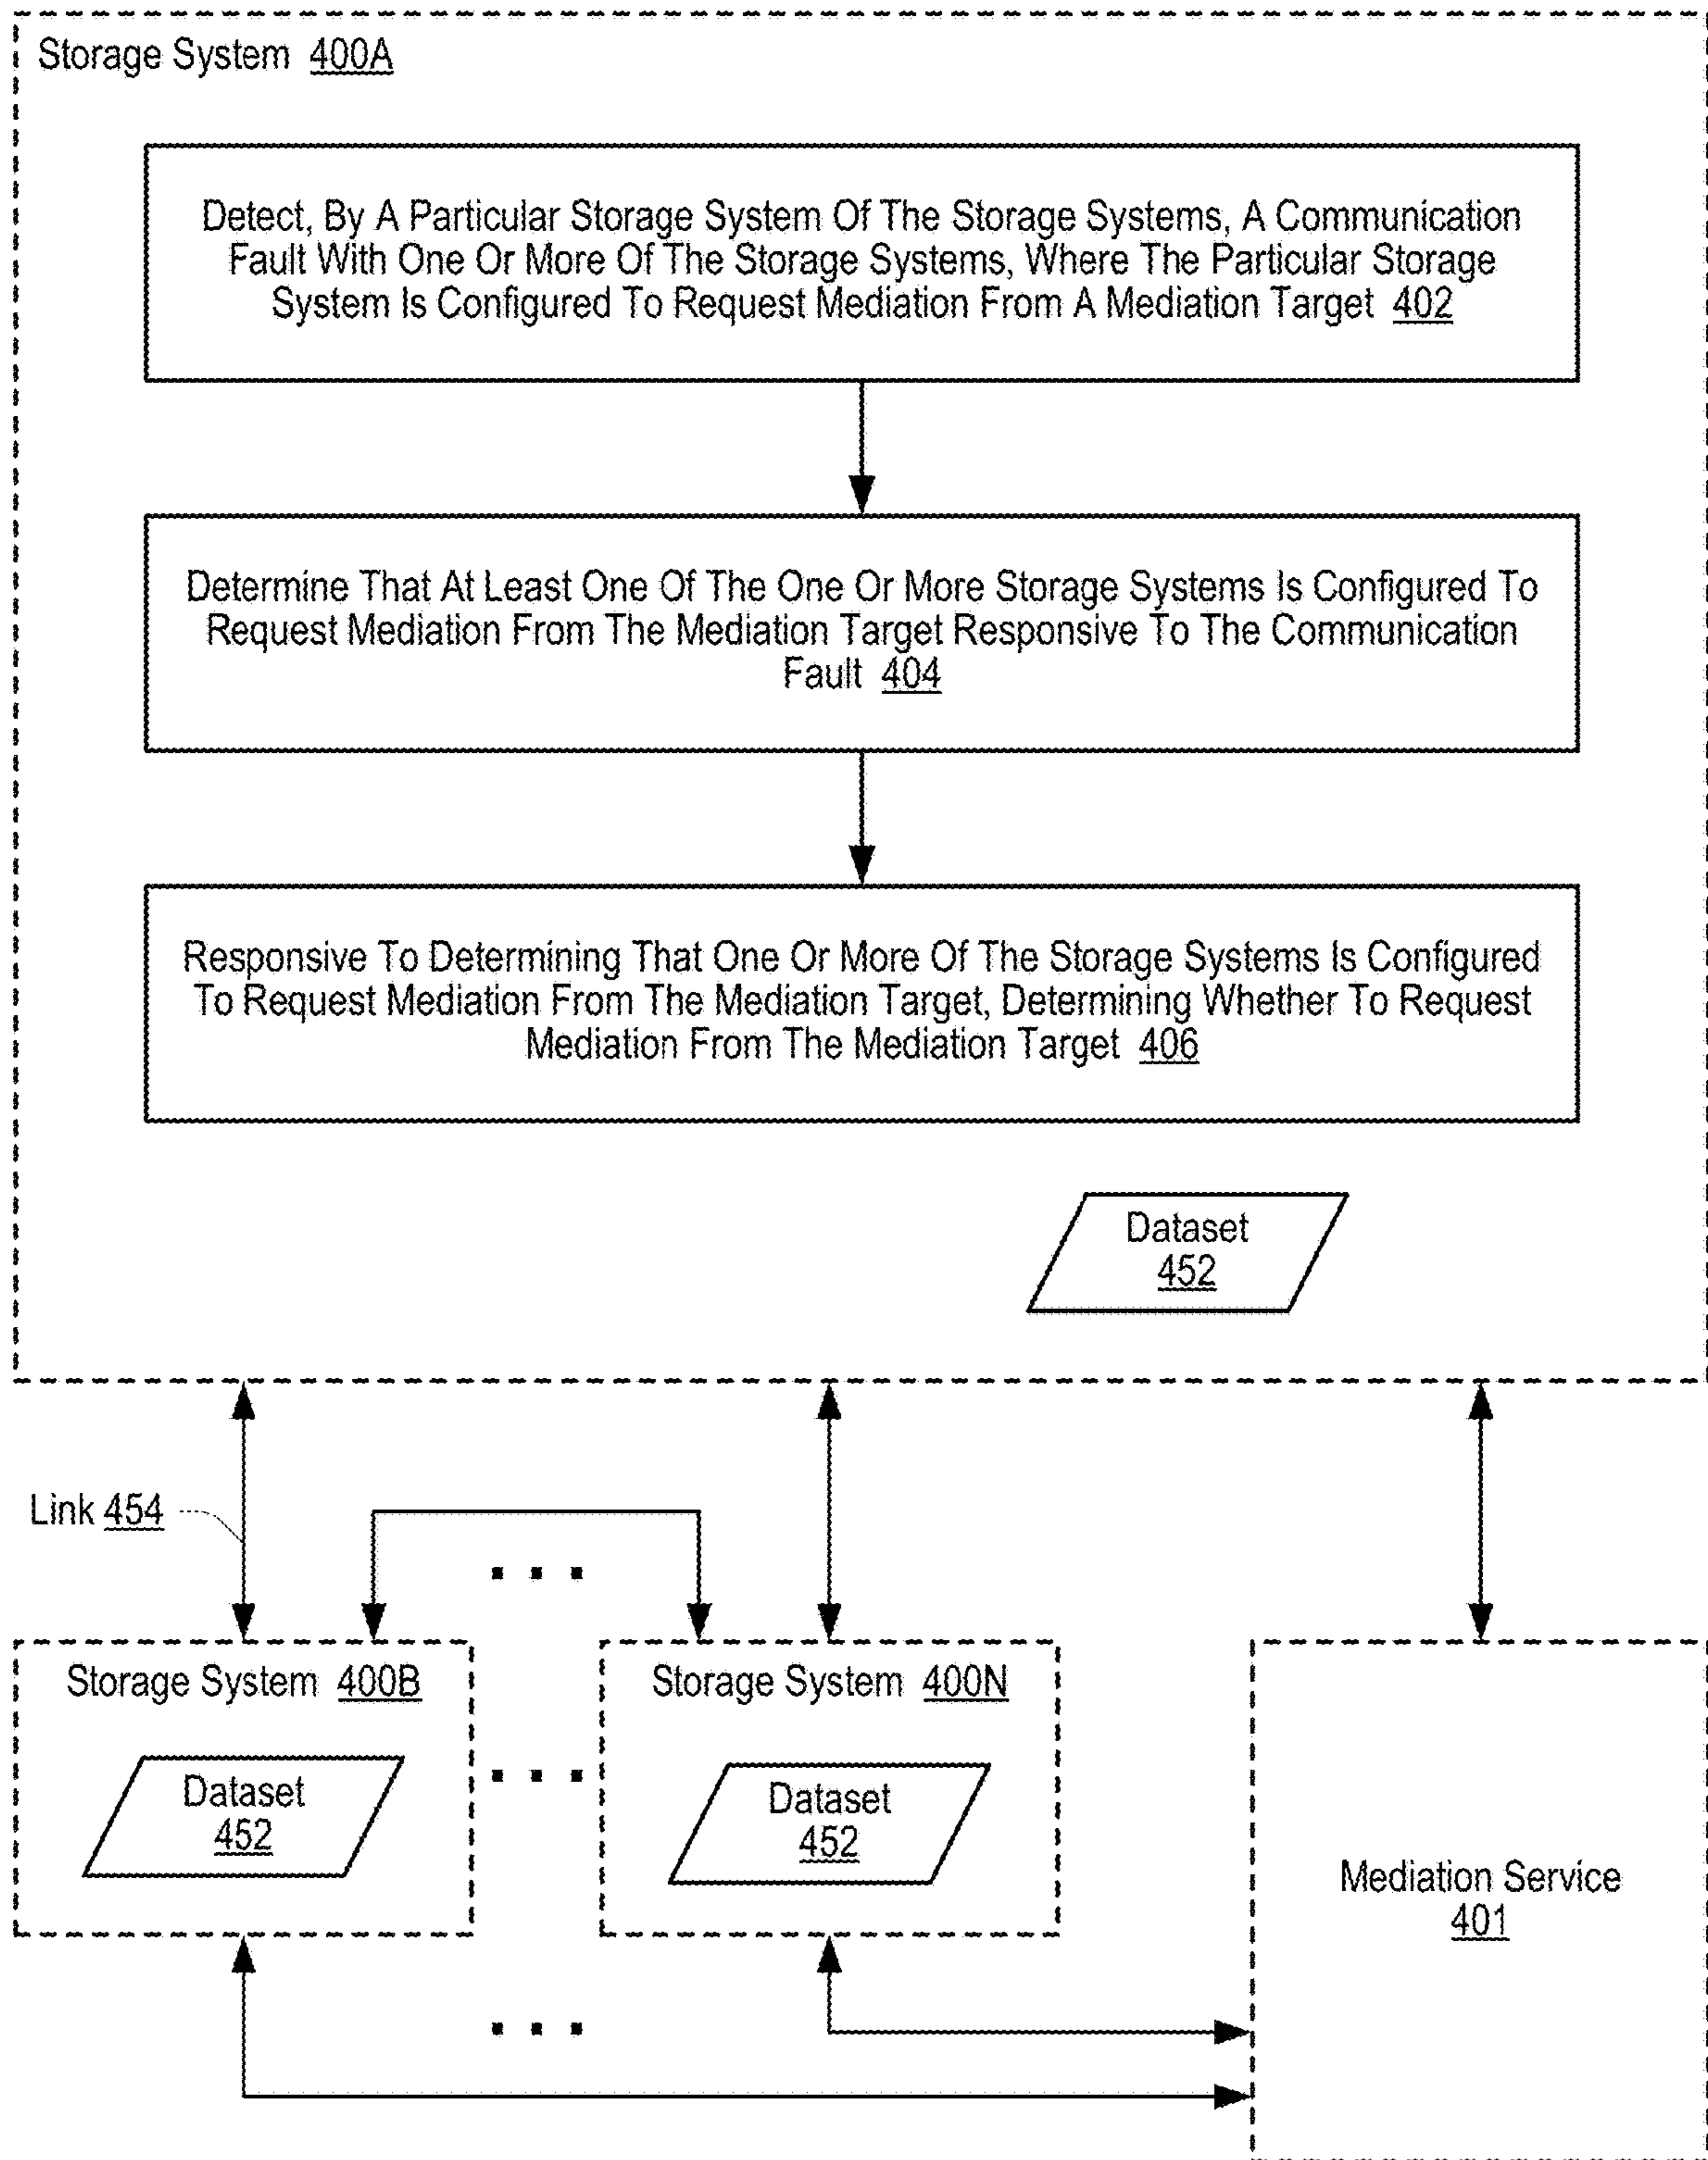 Storage System 400A
Detect, By A Particular Storage System Of The Storage Systems, A Communication
Fault With One Or More Of The Storage Systems, Where The Particular Storage
System Is Configured To Request Mediation From A Mediation Target 402
Determine That At Least One Of The One Or More Storage Systems Is Configured To
Request Mediation From The Mediation Target Responsive To The Communication
Fault 404
Responsive To Determining That One Or More Of The Storage Systems Is Configured
To Request Mediation From The Mediation Target, Determining Whether To Request
Mediation From The Mediation Target 406
Dataset
452
Link 454
Storage System 400B
Dataset
452
Storage System 400N
Dataset
452
Mediation Service
401